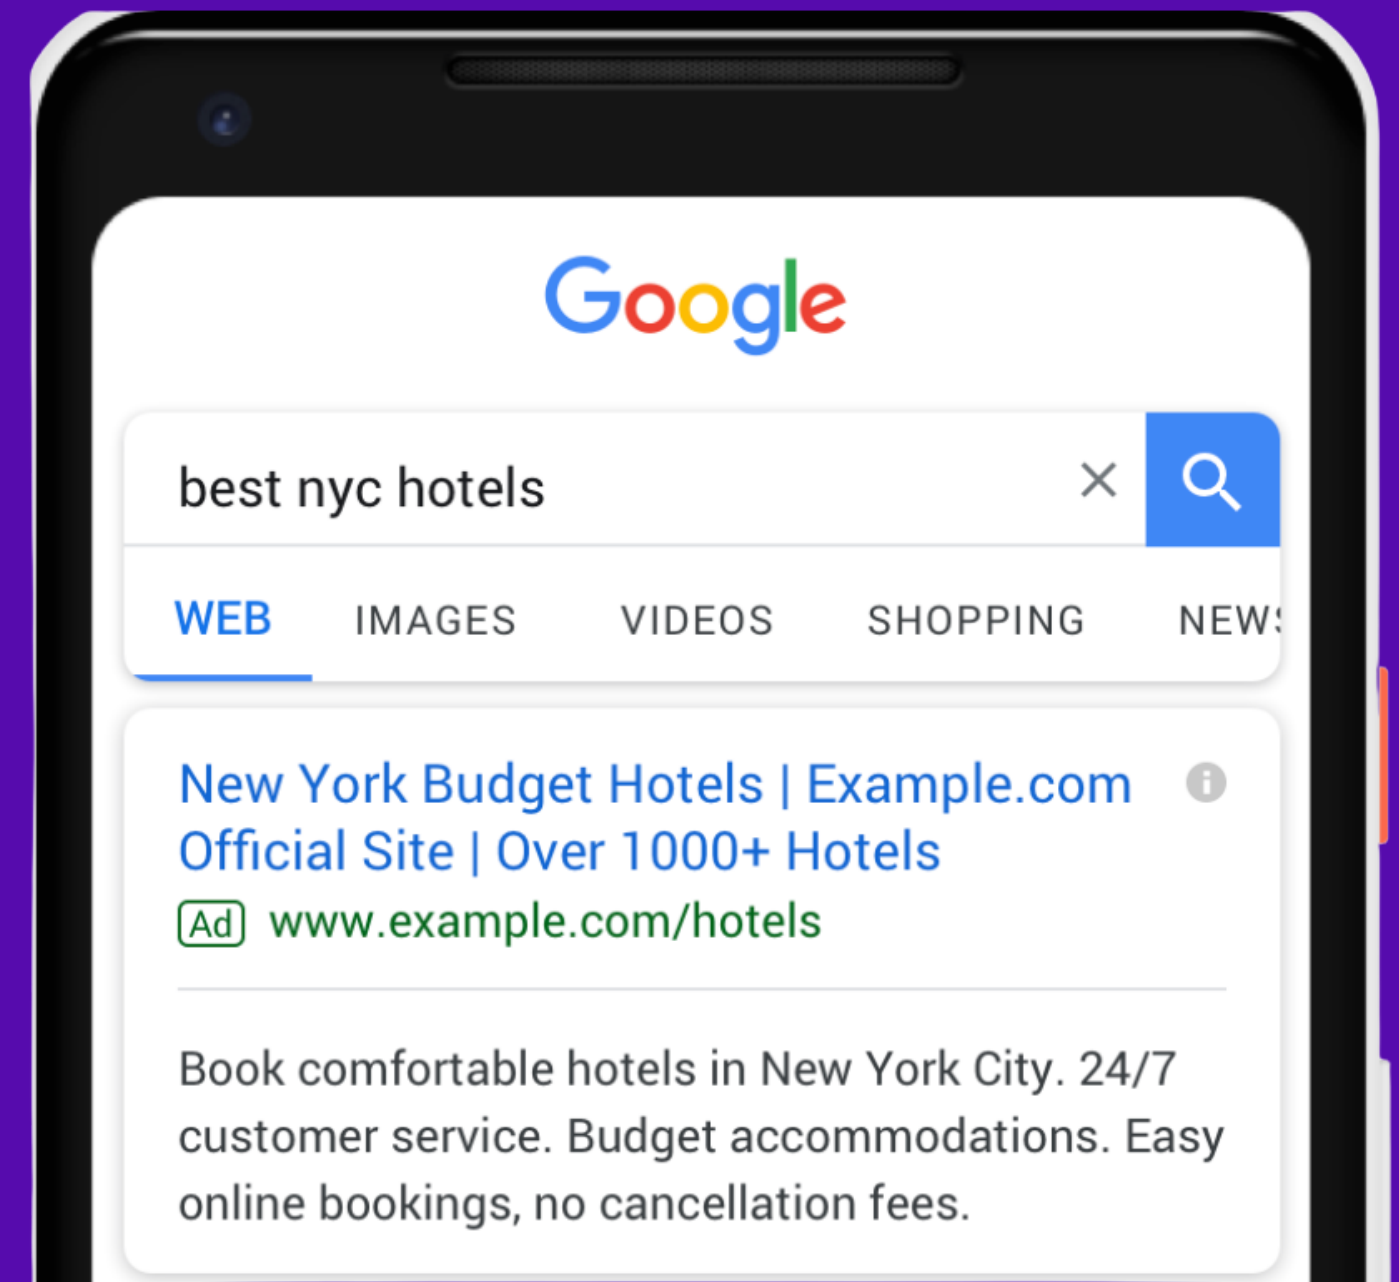 Google
best nyc hotels
WEB IMAGES VIDEOS SHOPPING NEWS
New York Budget Hotels | Example.com
Official Site | Over 1000+ Hotels
Ad www.example.com/hotels
Book comfortable hotels in New York City. 24/7
customer service. Budget accommodations. Easy
online bookings, no cancellation fees.